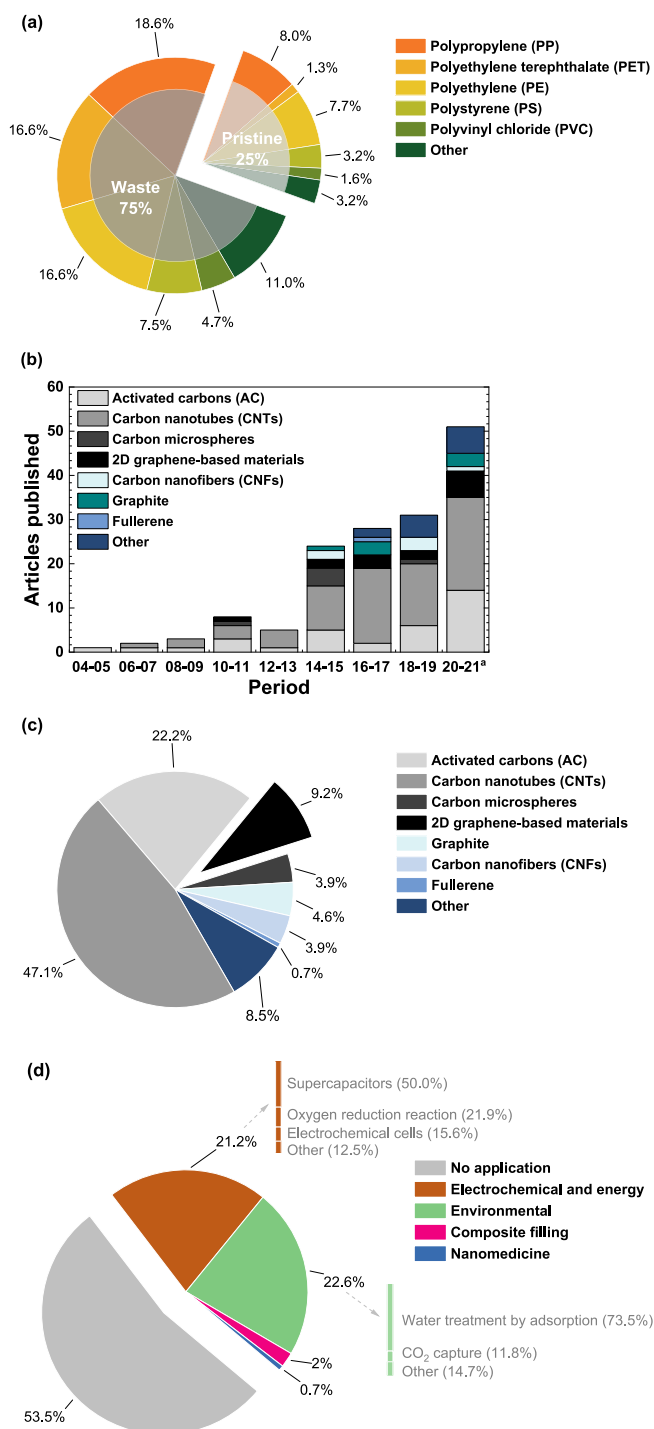 (a)
18.6%
8.0%
1.3%
7.7%
3.2%
1.6%
3.2%
11.0%
4.7%
7.5%
16.6%
16.6%
Pristine
25%
Waste
75%
Polypropylene (PP)
Polyethylene terephthalate (PET)
Polyethylene (PE)
Polystyrene (PS)
Polyvinyl chloride (PVC)
Other
(b)
Articles published
60
50
40
30
20
10
0
Activated carbons (AC)
Carbon nanotubes (CNTs)
Carbon microspheres
2D graphene-based materials
Carbon nanofibers (CNFs)
Graphite
Fullerene
Other
04-05 06-07 08-09 10-11 12-13 14-15 16-17 18-19 20-21ª
Period
(c)
22.2%
9.2%
3.9%
4.6%
3.9%
0.7%
8.5%
47.1%
Activated carbons (AC)
Carbon nanotubes (CNTs)
Carbon microspheres
2D graphene-based materials
Graphite
Carbon nanofibers (CNFs)
Fullerene
Other
(d)
Supercapacitors (50.0%)
Oxygen reduction reaction (21.9%)
Electrochemical cells (15.6%)
Other (12.5%)
21.2%
No application
Electrochemical and energy
Environmental
Composite filling
Nanomedicine
22.6%
Water treatment by adsorption (73.5%)
CO₂ capture (11.8%)
Other (14.7%)
2%
0.7%
53.5%